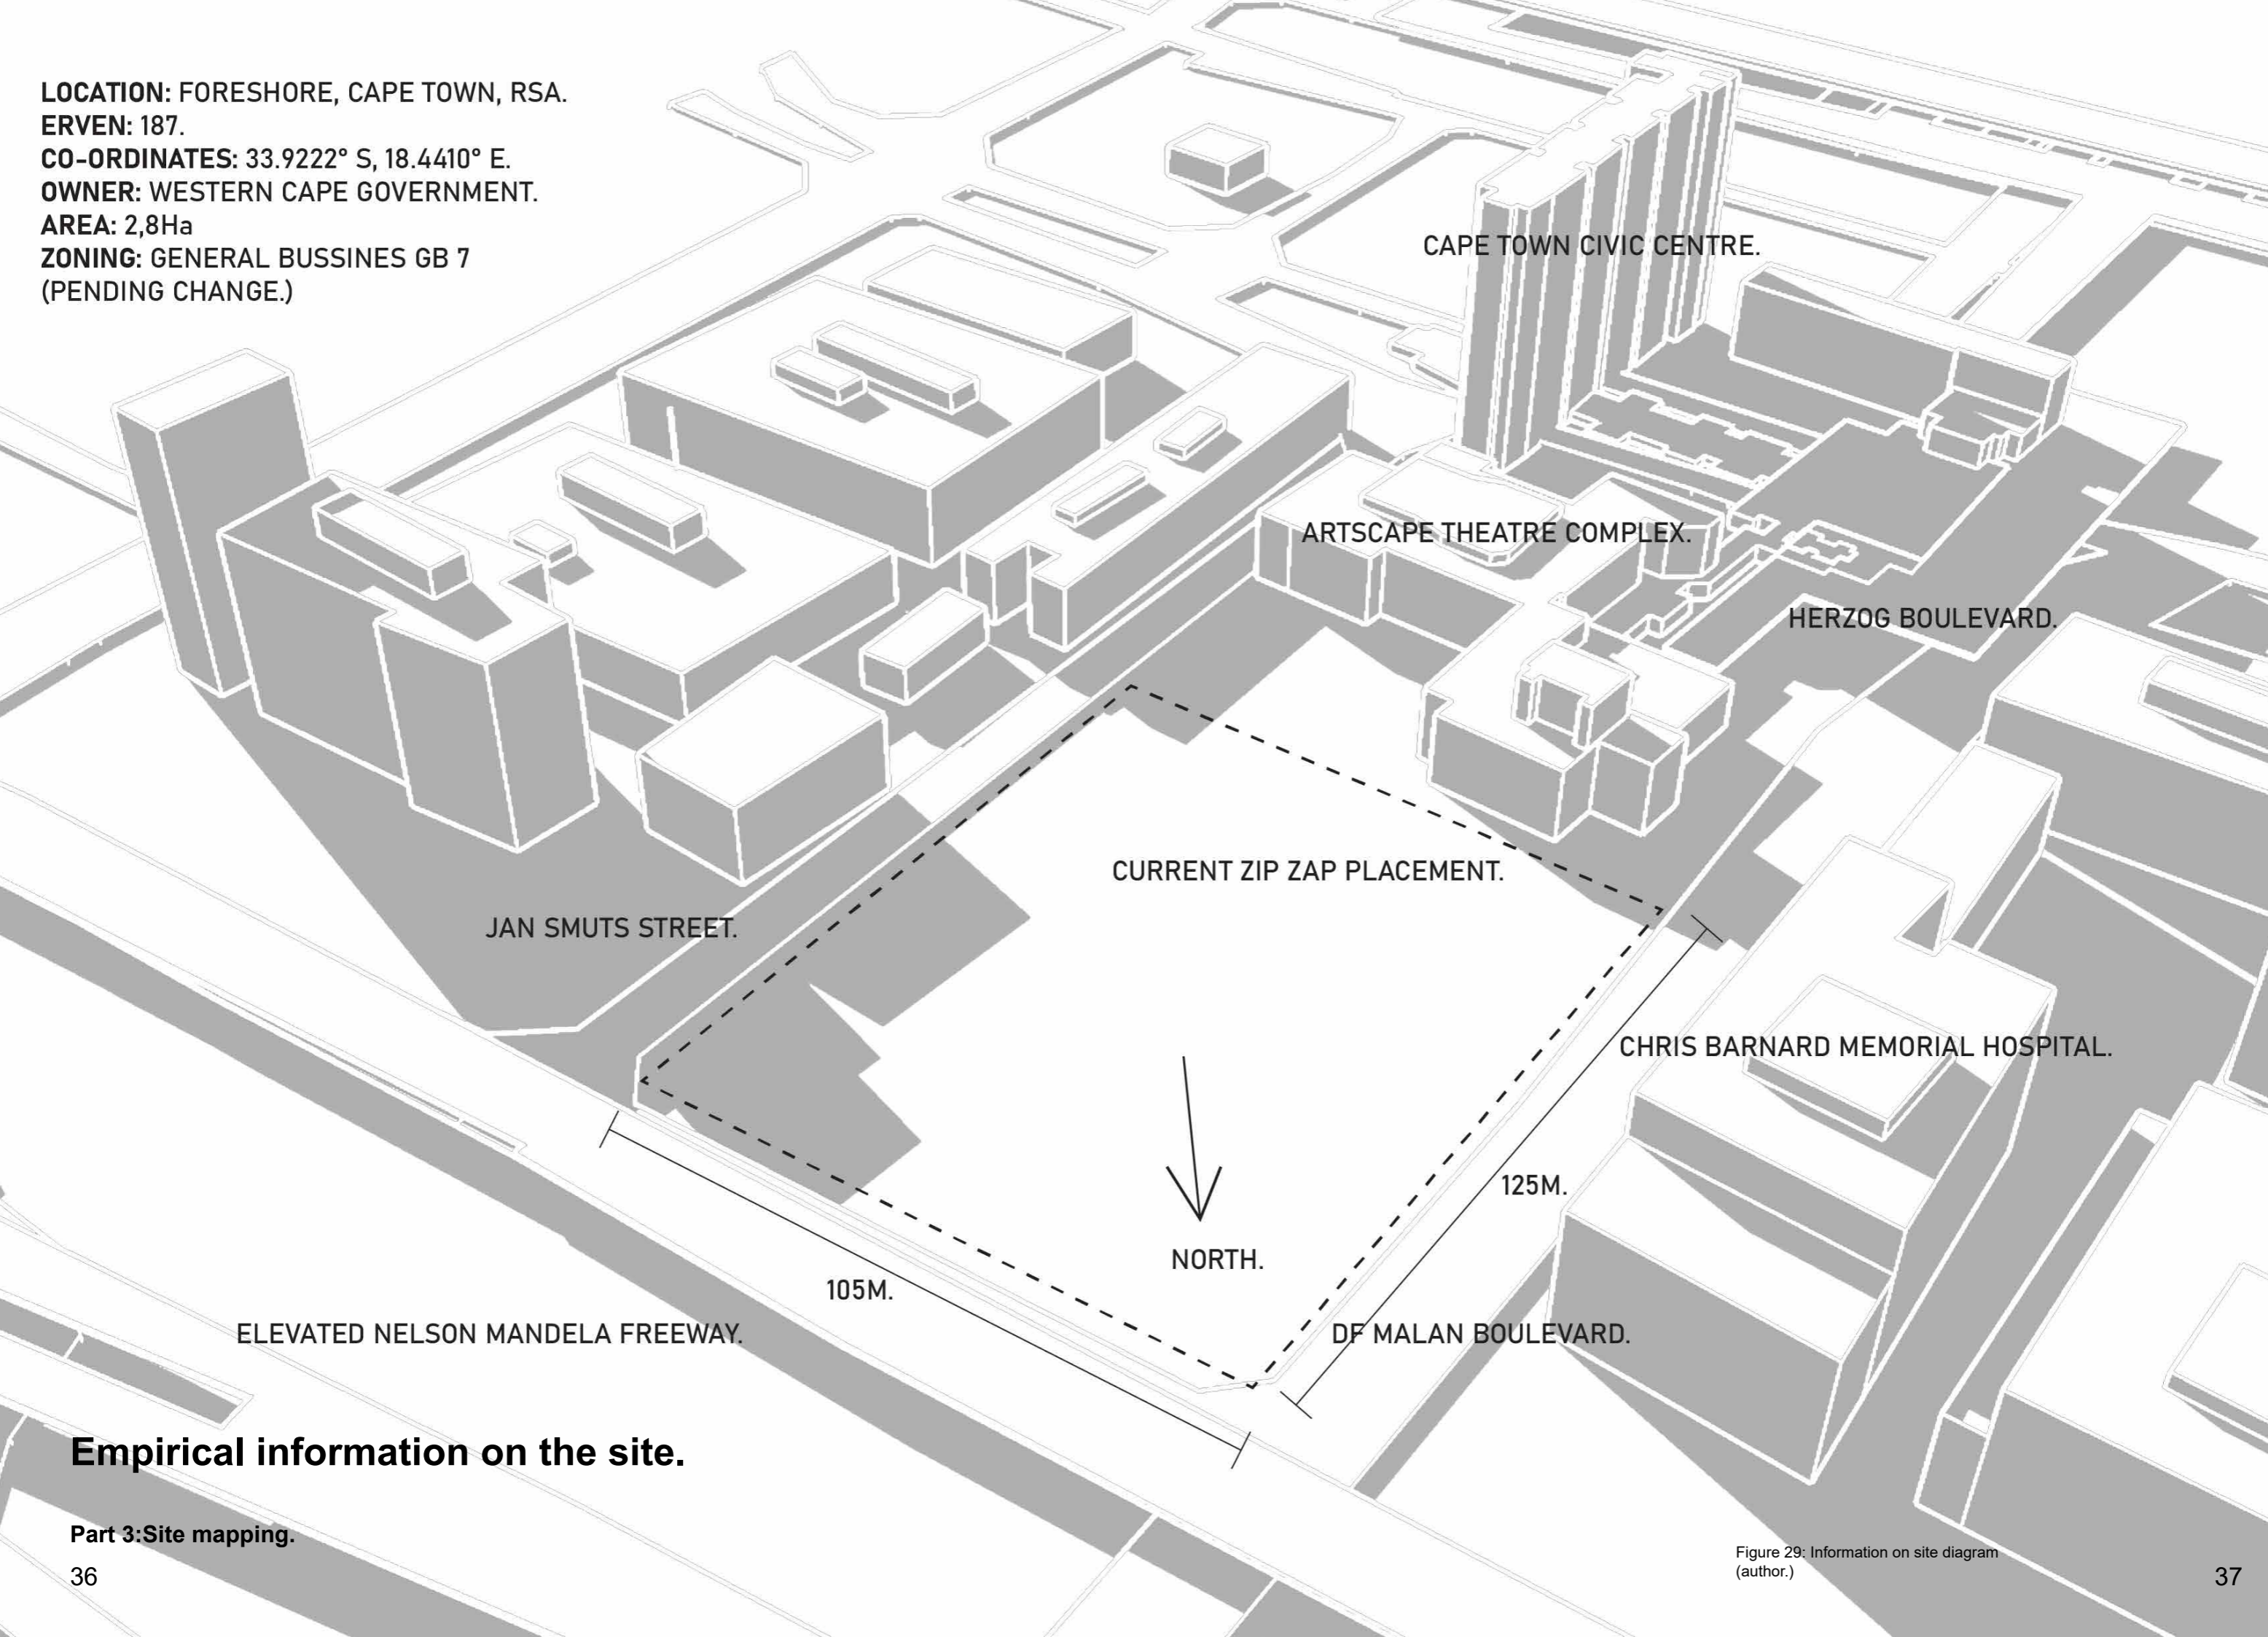 LOCATION: FORESHORE, CAPE TOWN, RSA.
ERVEN: 187.
CO-ORDINATES: 33.9222° S, 18.4410° E.
OWNER: WESTERN CAPE GOVERNMENT.
AREA: 2,8Ha
ZONING: GENERAL BUSSINES GB 7
(PENDING CHANGE.)
CAPE TOWN CIVIC CENTRE.
ARTSCAPE THEATRE COMPLEX.
HERZOG BOULEVARD.
CURRENT ZIP ZAP PLACEMENT.
JAN SMUTS STREET.
CHRIS BARNARD MEMORIAL HOSPITAL.
125M.
NORTH.
105M.
ELEVATED NELSON MANDELA FREEWAY.
DF MALAN BOULEVARD.
Empirical information on the site.
Part 3:Site mapping.
36
Figure 29: Information on site diagram
(author.)
37